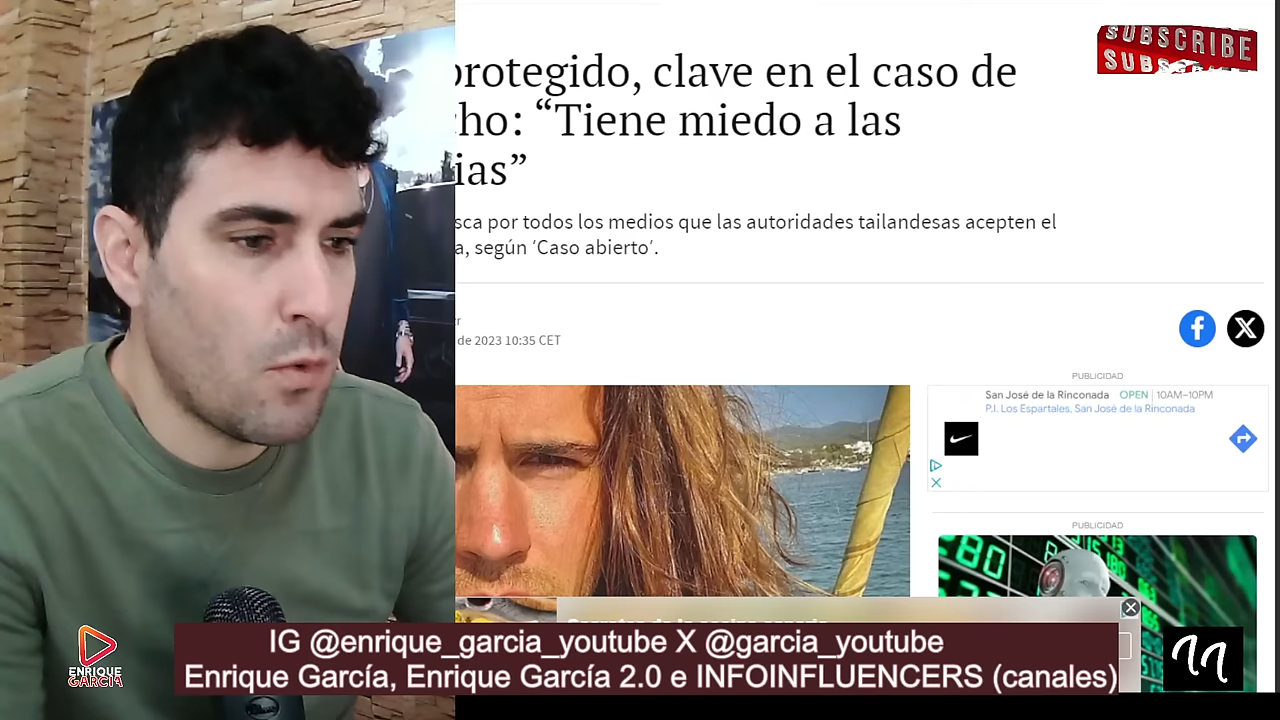 SUBSCRIBE
protegido, clave en el caso de
cho: “Tiene miedo a las
ias”
sca por todos los medios que las autoridades tailandesas acepten el
a, según ‘Caso abierto’.
de 2023 10:35 CET
PUBLICIDAD
San José de la Rinconada OPEN | 10AM–10PM
P.I. Los Espartales, San José de la Rinconada
PUBLICIDAD
IG @enrique_garcia_youtube X @garcia_youtube
Enrique García, Enrique García 2.0 e INFOINFLUENCERS (canales)
ENRIQUE
GARCÍA